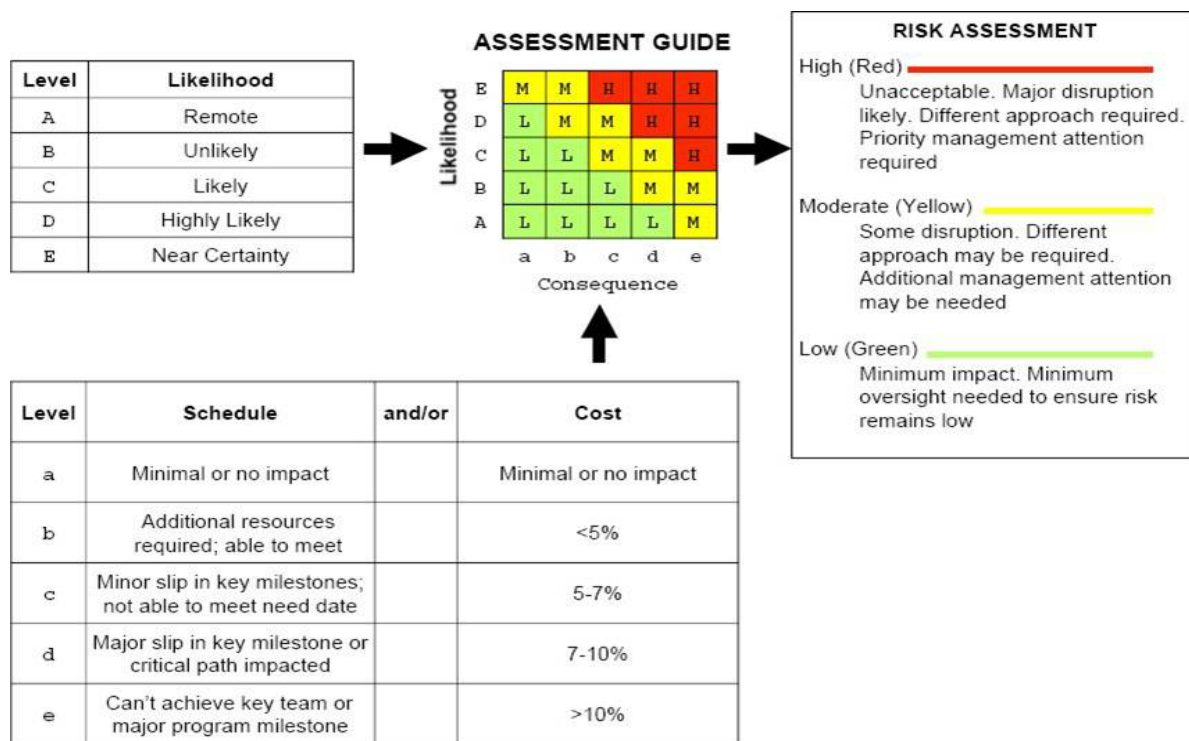 Level Likelihood
A Remote
B Unlikely
C Likely
D Highly Likely
E Near Certainty
ASSESSMENT GUIDE
Likelihood
E M M H H H
D L M M H H
C L L M M H
B L L L M M
A L L L L M
a b c d e
Consequence
RISK ASSESSMENT
High (Red)
Unacceptable. Major disruption
likely. Different approach required.
Priority management attention
required
Moderate (Yellow)
Some disruption. Different
approach may be required.
Additional management attention
may be needed
Low (Green)
Minimum impact. Minimum
oversight needed to ensure risk
remains low
Level Schedule and/or Cost
a Minimal or no impact Minimal or no impact
b Additional resources
required; able to meet <5%
c Minor slip in key milestones;
not able to meet need date 5-7%
d Major slip in key milestone or
critical path impacted 7-10%
e Can't achieve key team or
major program milestone >10%